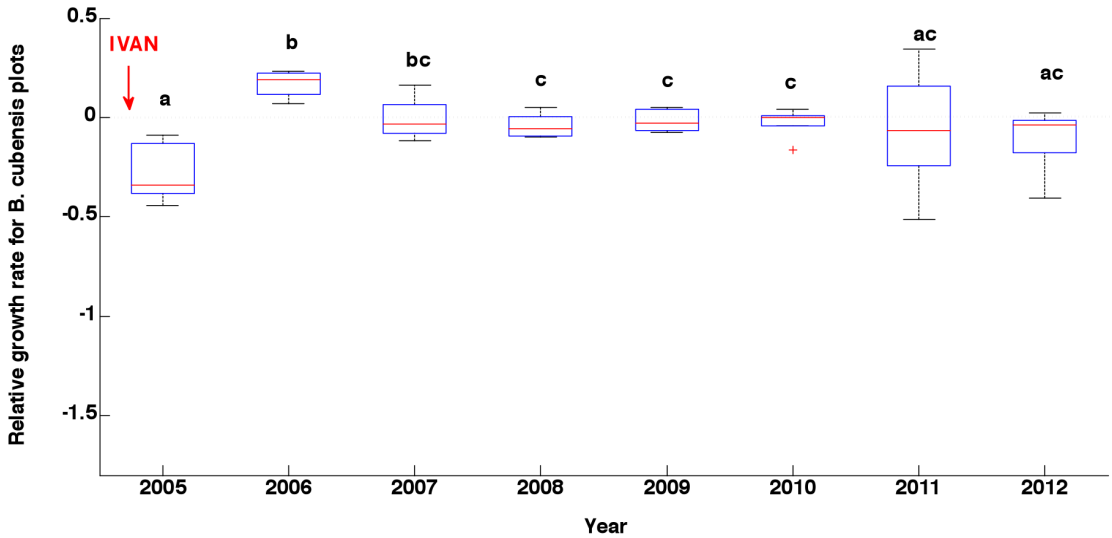 0.5
0
-0.5
-1
-1.5
Relative growth rate for B. cubensis plots
IVAN
a
b
bc
c
c
c
ac
ac
2005 2006 2007 2008 2009 2010 2011 2012
Year